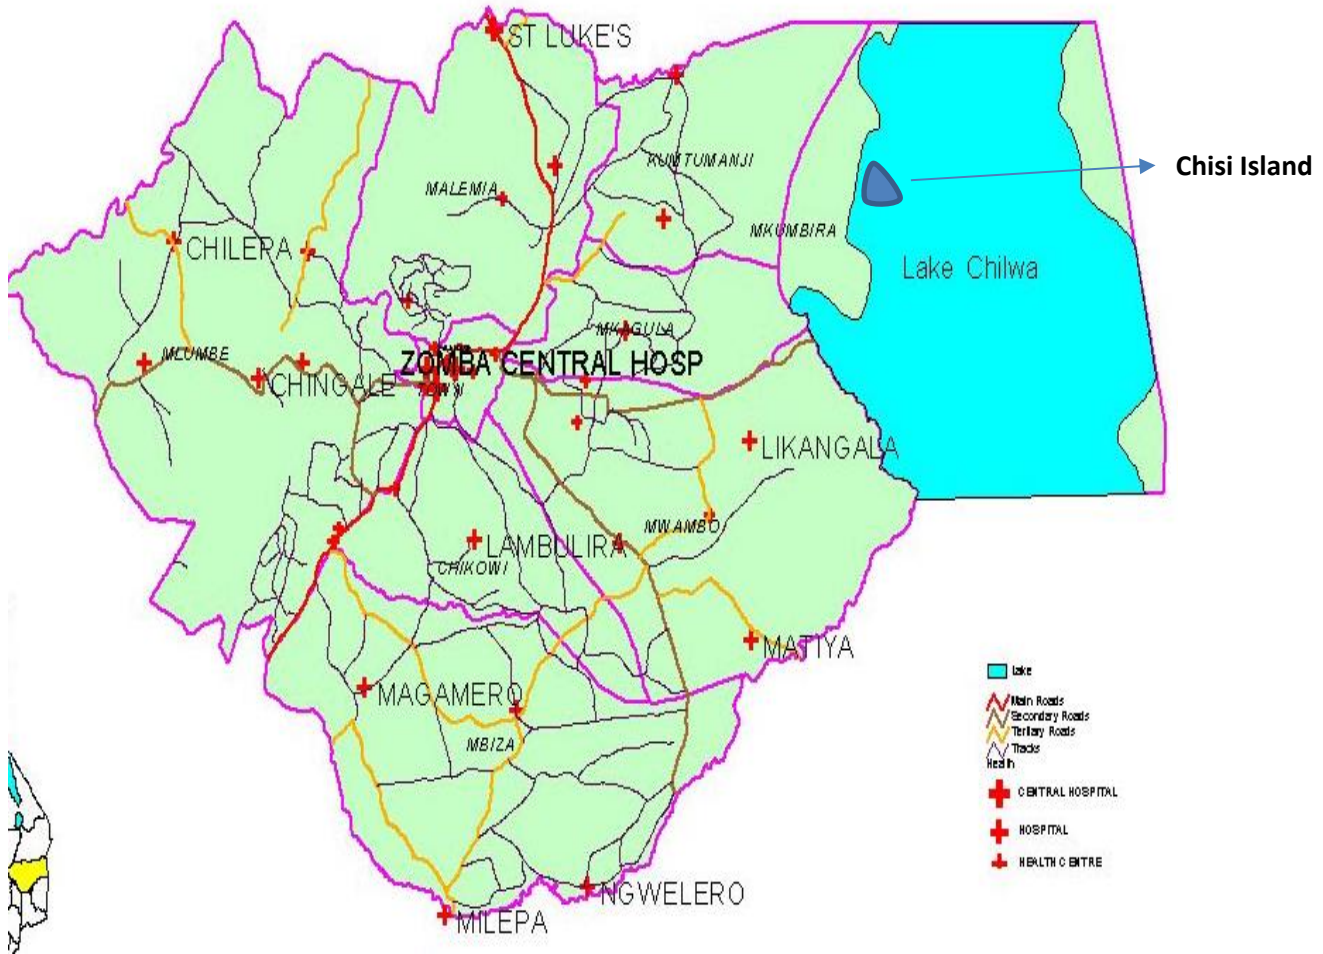 ST LUKE'S
KUMTUMANJI
Chisi Island
MALEMIA
MKUMBIRA
CHILEPA
Lake Chilwa
MKAGULA
MLUMBE
ZOMBA CENTRAL HOSP
CHINGALE
TOWN
LIKANGALA
MWAMBO
LAMBULIRA
CHIKOWI
MATIYA
MAGAMERO
MBIZA
NGWELERO
MILEPA
Lake
Main Roads
Secondary Roads
Tertiary Roads
Tracks
Health
CENTRAL HOSPITAL
HOSPITAL
HEALTH CENTRE